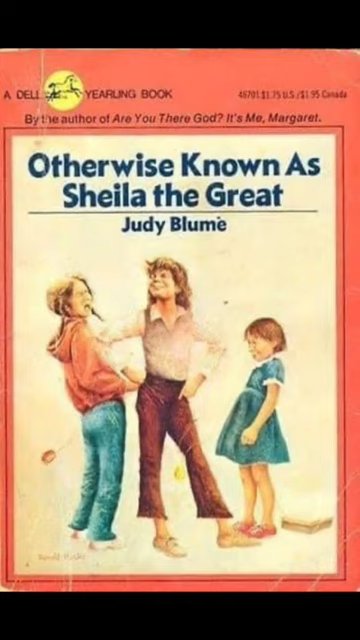 A DELL YEARLING BOOK 46701 $1.75 U.S./$1.95 Canada
By the author of Are You There God? It's Me, Margaret.
Otherwise Known As
Sheila the Great
Judy Blume